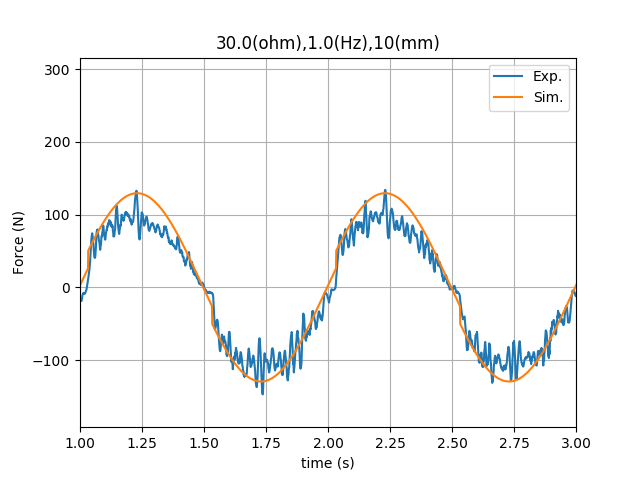 30.0(ohm),1.0(Hz),10(mm)
300
200
100
0
−100
Force (N)
Exp.
Sim.
1.00 1.25 1.50 1.75 2.00 2.25 2.50 2.75 3.00
time (s)